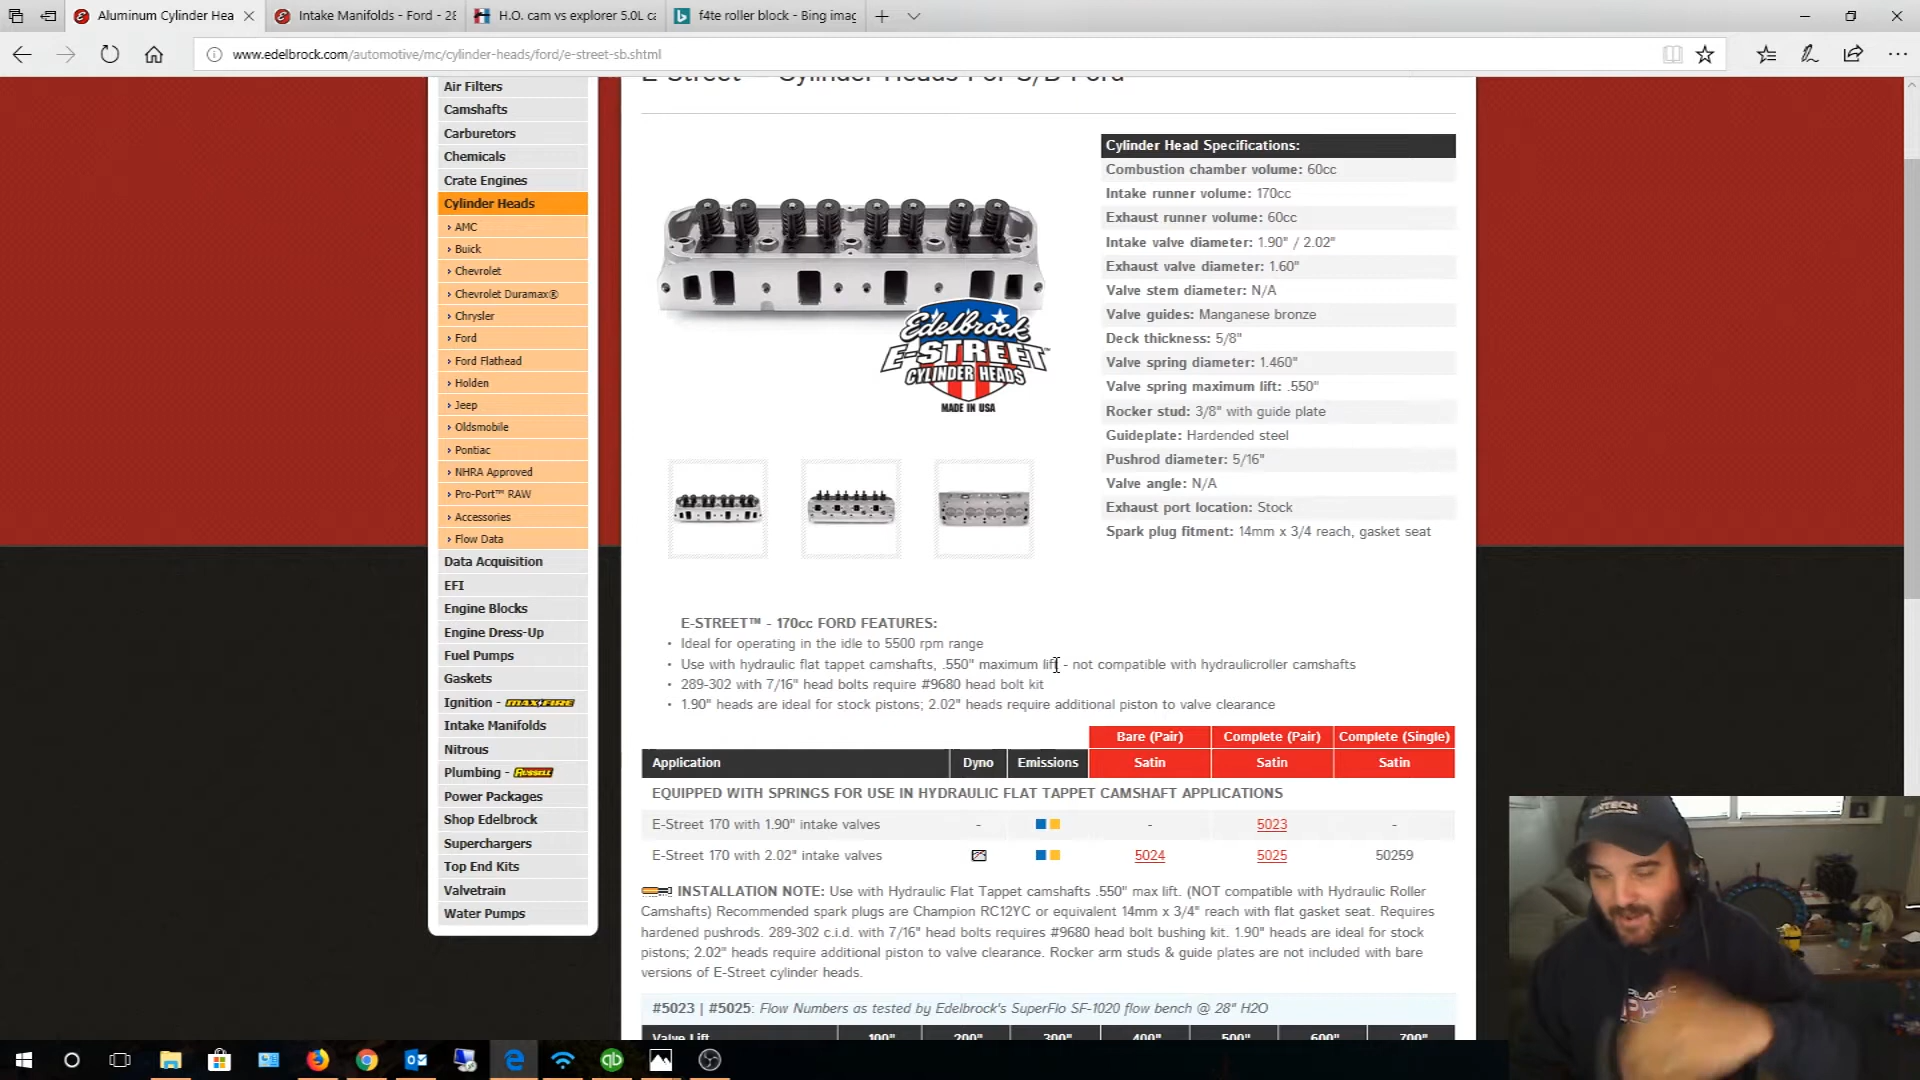 Aluminum Cylinder Hea
Intake Manifolds - Ford - 28
H.O. cam vs explorer 5.0L ca
f4te roller block - Bing imag
www.edelbrock.com/automotive/mc/cylinder-heads/ford/e-street-sb.shtml
Air Filters
Camshafts
Carburetors
Chemicals
Crate Engines
Cylinder Heads
› AMC
› Buick
› Chevrolet
› Chevrolet Duramax®
› Chrysler
› Ford
› Ford Flathead
› Holden
› Jeep
› Oldsmobile
› Pontiac
› NHRA Approved
› Pro-Port™ RAW
› Accessories
› Flow Data
Data Acquisition
EFI
Engine Blocks
Engine Dress-Up
Fuel Pumps
Gaskets
Ignition - MAX-FIRE
Intake Manifolds
Nitrous
Plumbing - RUSSELL
Power Packages
Shop Edelbrock
Superchargers
Top End Kits
Valvetrain
Water Pumps
E-Street™ Cylinder Heads For S/B Ford
Edelbrock
E-STREET™
CYLINDER HEADS
MADE IN USA
Cylinder Head Specifications:
Combustion chamber volume: 60cc
Intake runner volume: 170cc
Exhaust runner volume: 60cc
Intake valve diameter: 1.90" / 2.02"
Exhaust valve diameter: 1.60"
Valve stem diameter: N/A
Valve guides: Manganese bronze
Deck thickness: 5/8"
Valve spring diameter: 1.460"
Valve spring maximum lift: .550"
Rocker stud: 3/8" with guide plate
Guideplate: Hardended steel
Pushrod diameter: 5/16"
Valve angle: N/A
Exhaust port location: Stock
Spark plug fitment: 14mm x 3/4 reach, gasket seat
E-STREET™ - 170cc FORD FEATURES:
• Ideal for operating in the idle to 5500 rpm range
• Use with hydraulic flat tappet camshafts, .550" maximum lift - not compatible with hydraulicroller camshafts
• 289-302 with 7/16" head bolts require #9680 head bolt kit
• 1.90" heads are ideal for stock pistons; 2.02" heads require additional piston to valve clearance
Bare (Pair) Complete (Pair) Complete (Single)
Application Dyno Emissions Satin Satin Satin
EQUIPPED WITH SPRINGS FOR USE IN HYDRAULIC FLAT TAPPET CAMSHAFT APPLICATIONS
E-Street 170 with 1.90" intake valves - - 5023 -
E-Street 170 with 2.02" intake valves 5024 5025 50259
INSTALLATION NOTE: Use with Hydraulic Flat Tappet camshafts .550" max lift. (NOT compatible with Hydraulic Roller
Camshafts) Recommended spark plugs are Champion RC12YC or equivalent 14mm x 3/4" reach with flat gasket seat. Requires
hardened pushrods. 289-302 c.i.d. with 7/16" head bolts requires #9680 head bolt bushing kit. 1.90" heads are ideal for stock
pistons; 2.02" heads require additional piston to valve clearance. Rocker arm studs & guide plates are not included with bare
versions of E-Street cylinder heads.
#5023 | #5025: Flow Numbers as tested by Edelbrock's SuperFlo SF-1020 flow bench @ 28" H2O
Valve Lift .100" .200" .300" .400" .500" .600" .700"